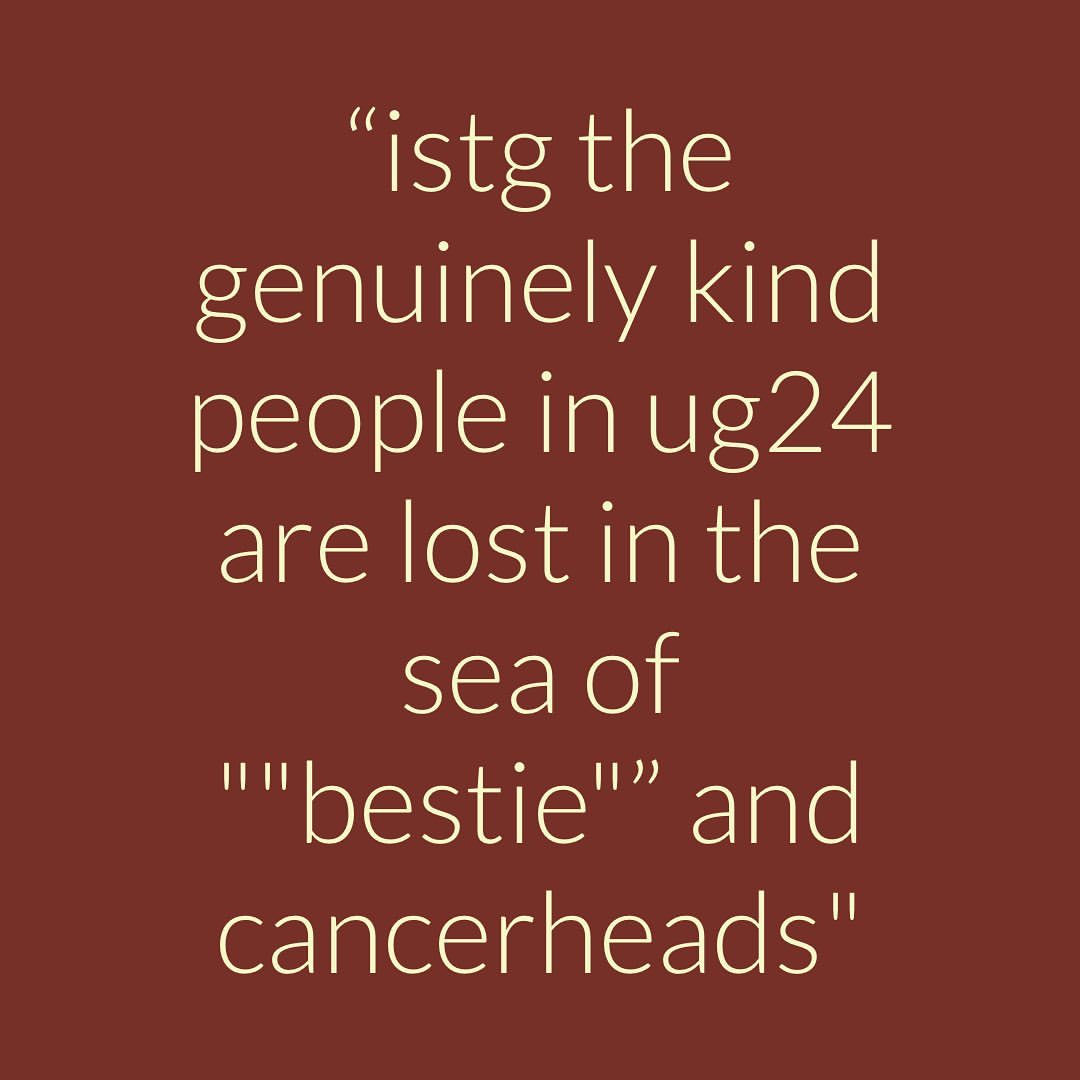 “istg the
genuinely kind
people in ug24
are lost in the
sea of
""bestie"” and
cancerheads"